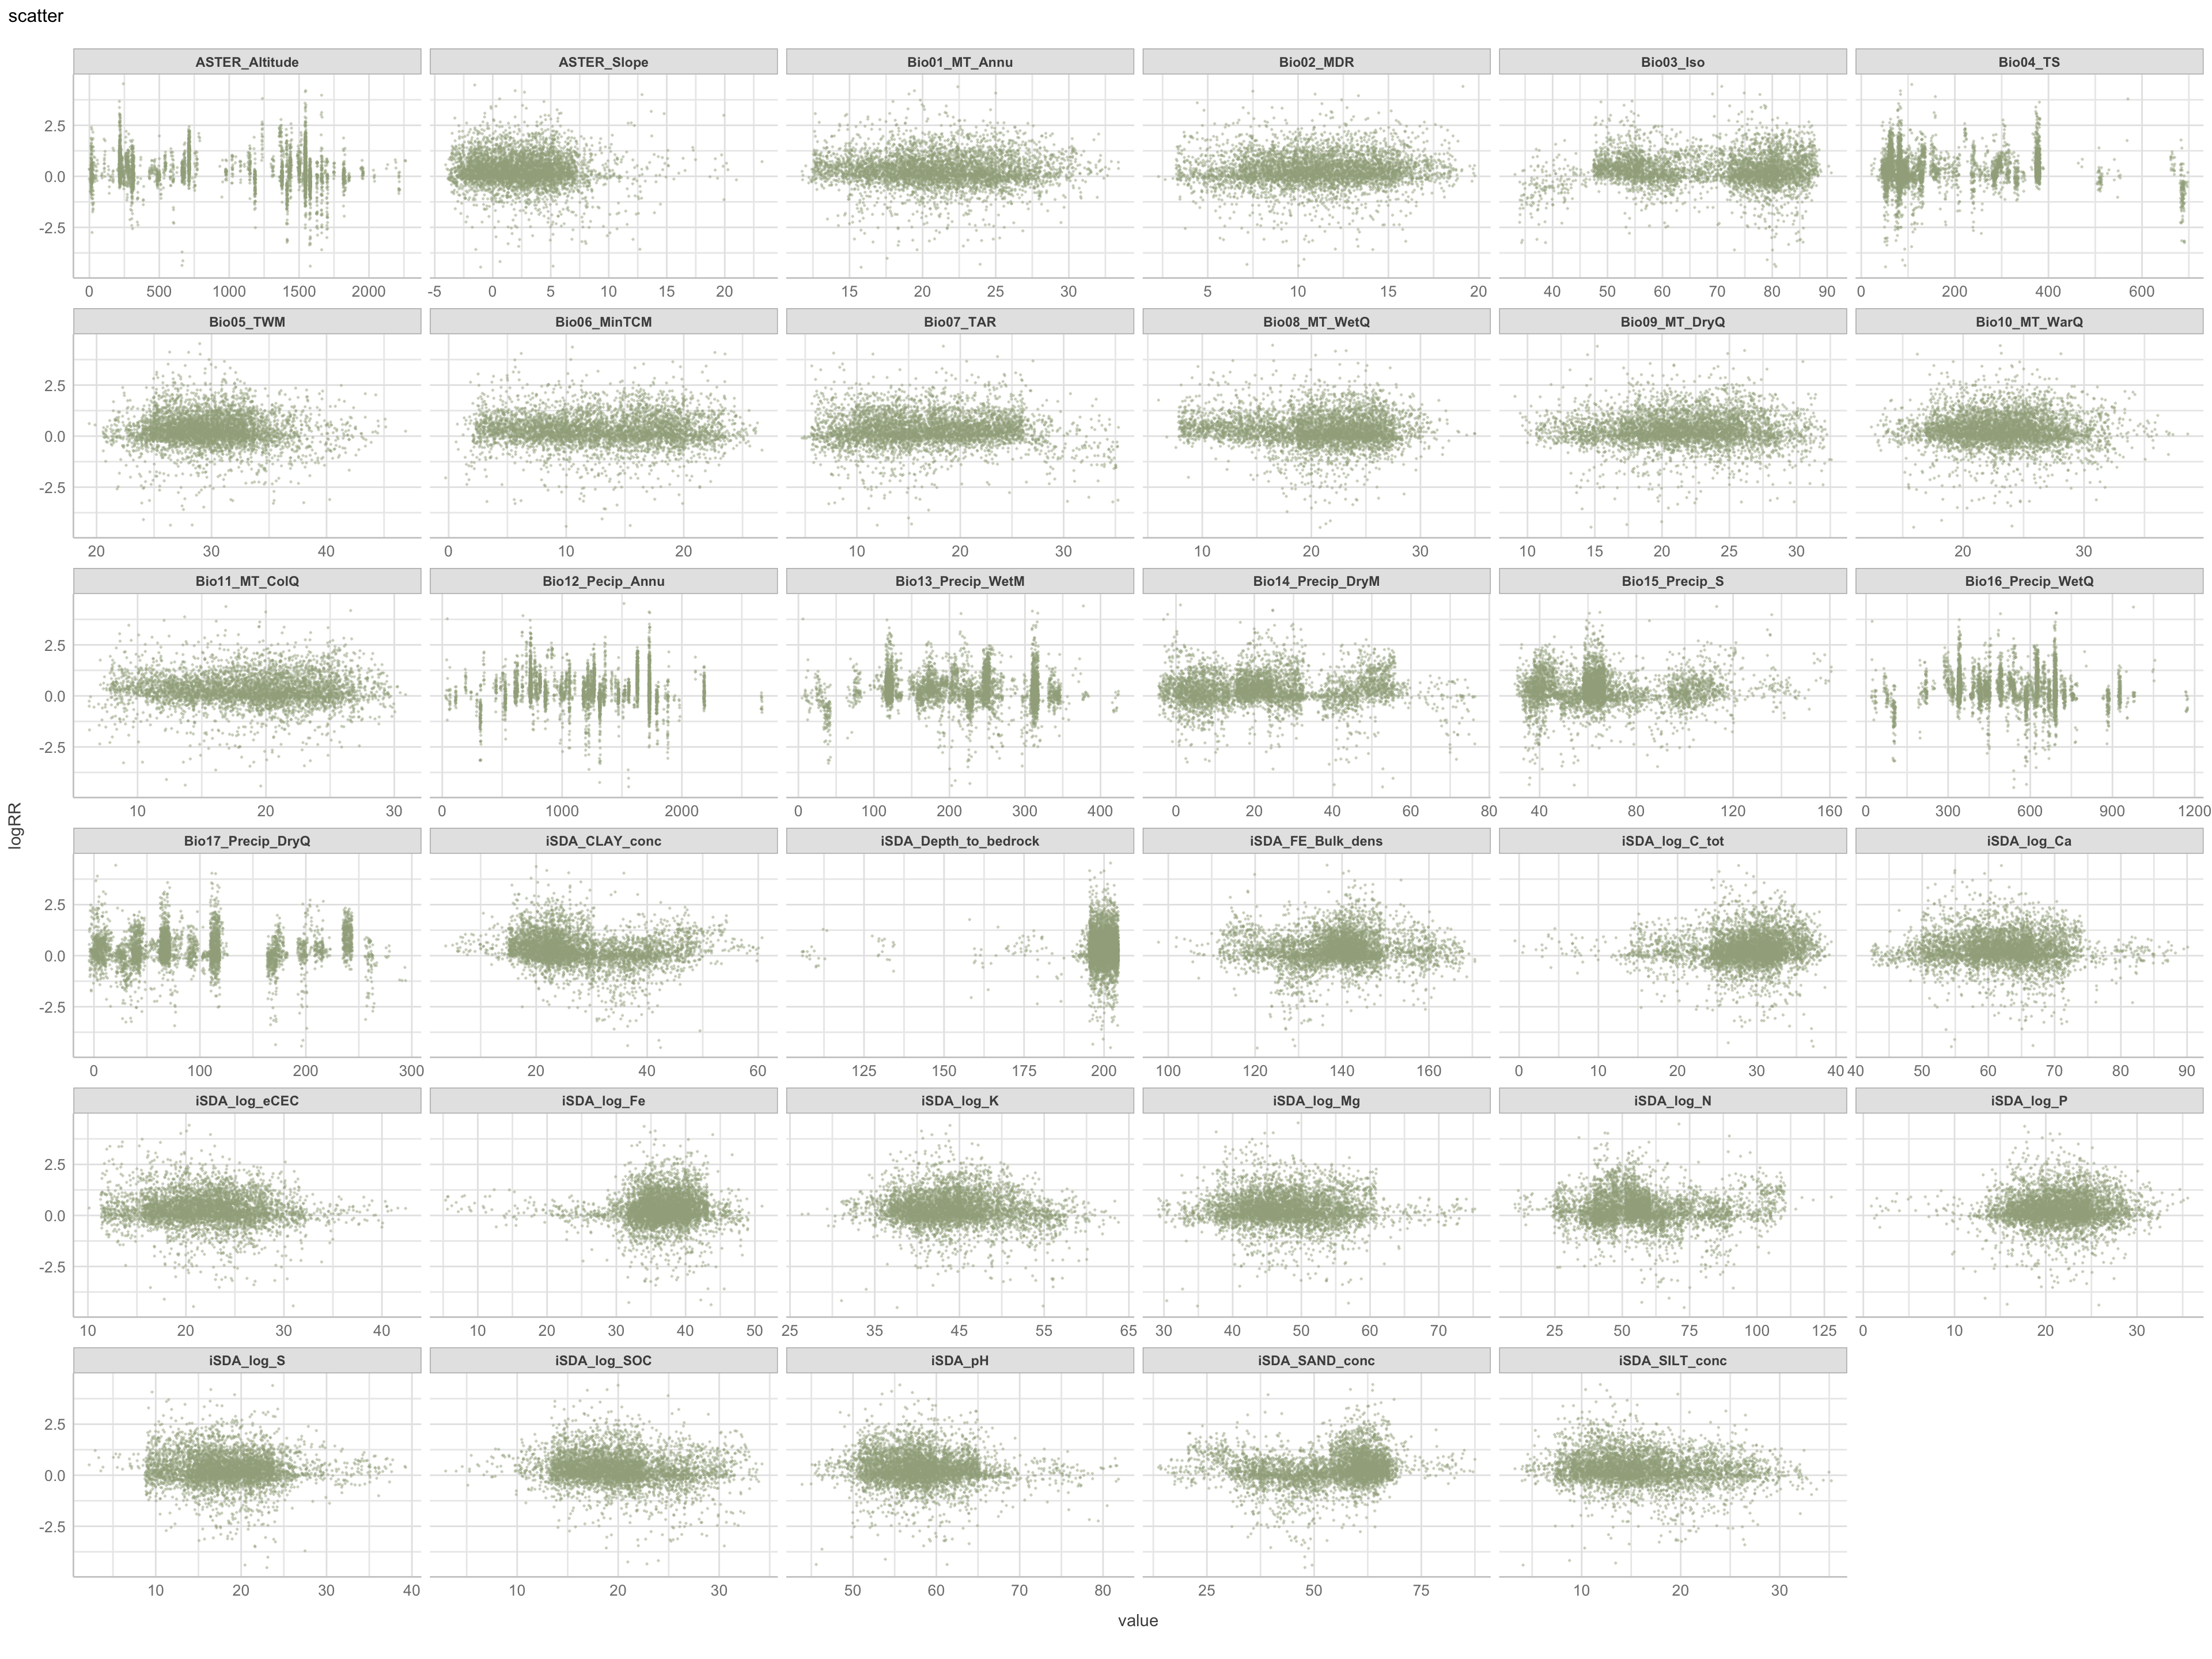 scatter
ASTER_Altitude ASTER_Slope Bio01_MT_Annu Bio02_MDR Bio03_Iso Bio04_TS
2.5
0.0
-2.5
0 500 1000 1500 2000 -5 0 5 10 15 20 15 20 25 30 5 10 15 20 40 50 60 70 80 90 0 200 400 600
Bio05_TWM Bio06_MinTCM Bio07_TAR Bio08_MT_WetQ Bio09_MT_DryQ Bio10_MT_WarQ
2.5
0.0
-2.5
20 30 40 0 10 20 10 20 30 10 20 30 10 15 20 25 30 20 30
Bio11_MT_ColQ Bio12_Pecip_Annu Bio13_Precip_WetM Bio14_Precip_DryM Bio15_Precip_S Bio16_Precip_WetQ
2.5
0.0
-2.5
10 20 30 0 1000 2000 0 100 200 300 400 0 20 40 60 80 40 80 120 160 0 300 600 900 1200
logRR
Bio17_Precip_DryQ iSDA_CLAY_conc iSDA_Depth_to_bedrock iSDA_FE_Bulk_dens iSDA_log_C_tot iSDA_log_Ca
2.5
0.0
-2.5
0 100 200 300 20 40 60 125 150 175 200 100 120 140 160 0 10 20 30 40 40 50 60 70 80 90
iSDA_log_eCEC iSDA_log_Fe iSDA_log_K iSDA_log_Mg iSDA_log_N iSDA_log_P
2.5
0.0
-2.5
10 20 30 40 10 20 30 40 50 25 35 45 55 65 30 40 50 60 70 25 50 75 100 125 0 10 20 30
iSDA_log_S iSDA_log_SOC iSDA_pH iSDA_SAND_conc iSDA_SILT_conc
2.5
0.0
-2.5
10 20 30 40 10 20 30 50 60 70 80 25 50 75 10 20 30
value